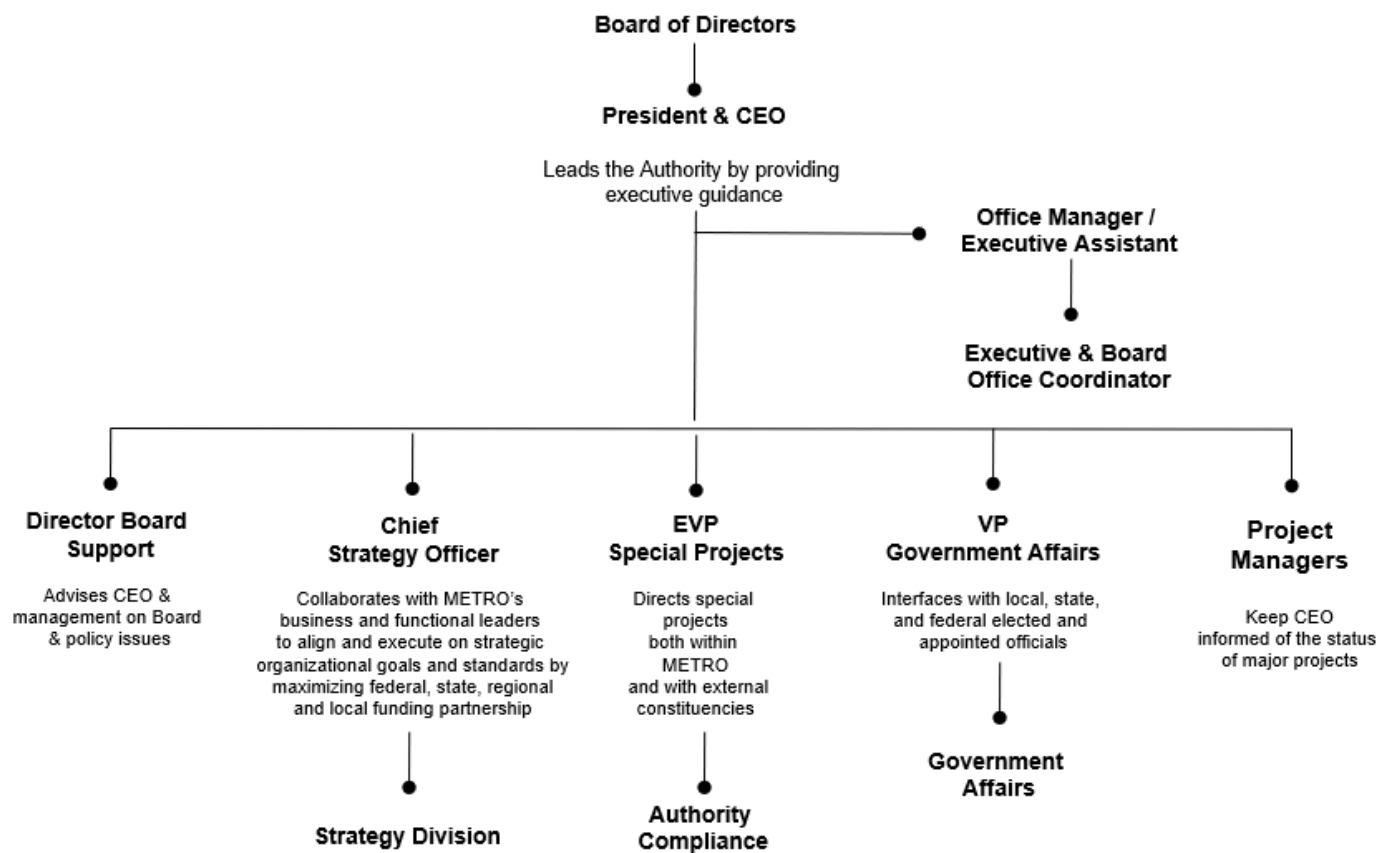 Board of Directors
President & CEO
Leads the Authority by providing
executive guidance
Office Manager /
Executive Assistant
Executive & Board
Office Coordinator
Director Board
Support
Advises CEO &
management on Board
& policy issues
Chief
Strategy Officer
Collaborates with METRO's
business and functional leaders
to align and execute on strategic
organizational goals and standards by
maximizing federal, state, regional
and local funding partnership
EVP
Special Projects
Directs special
projects
both within
METRO
and with external
constituencies
VP
Government Affairs
Interfaces with local, state,
and federal elected and
appointed officials
Project
Managers
Keep CEO
informed of the status
of major projects
Strategy Division
Authority
Compliance
Government
Affairs